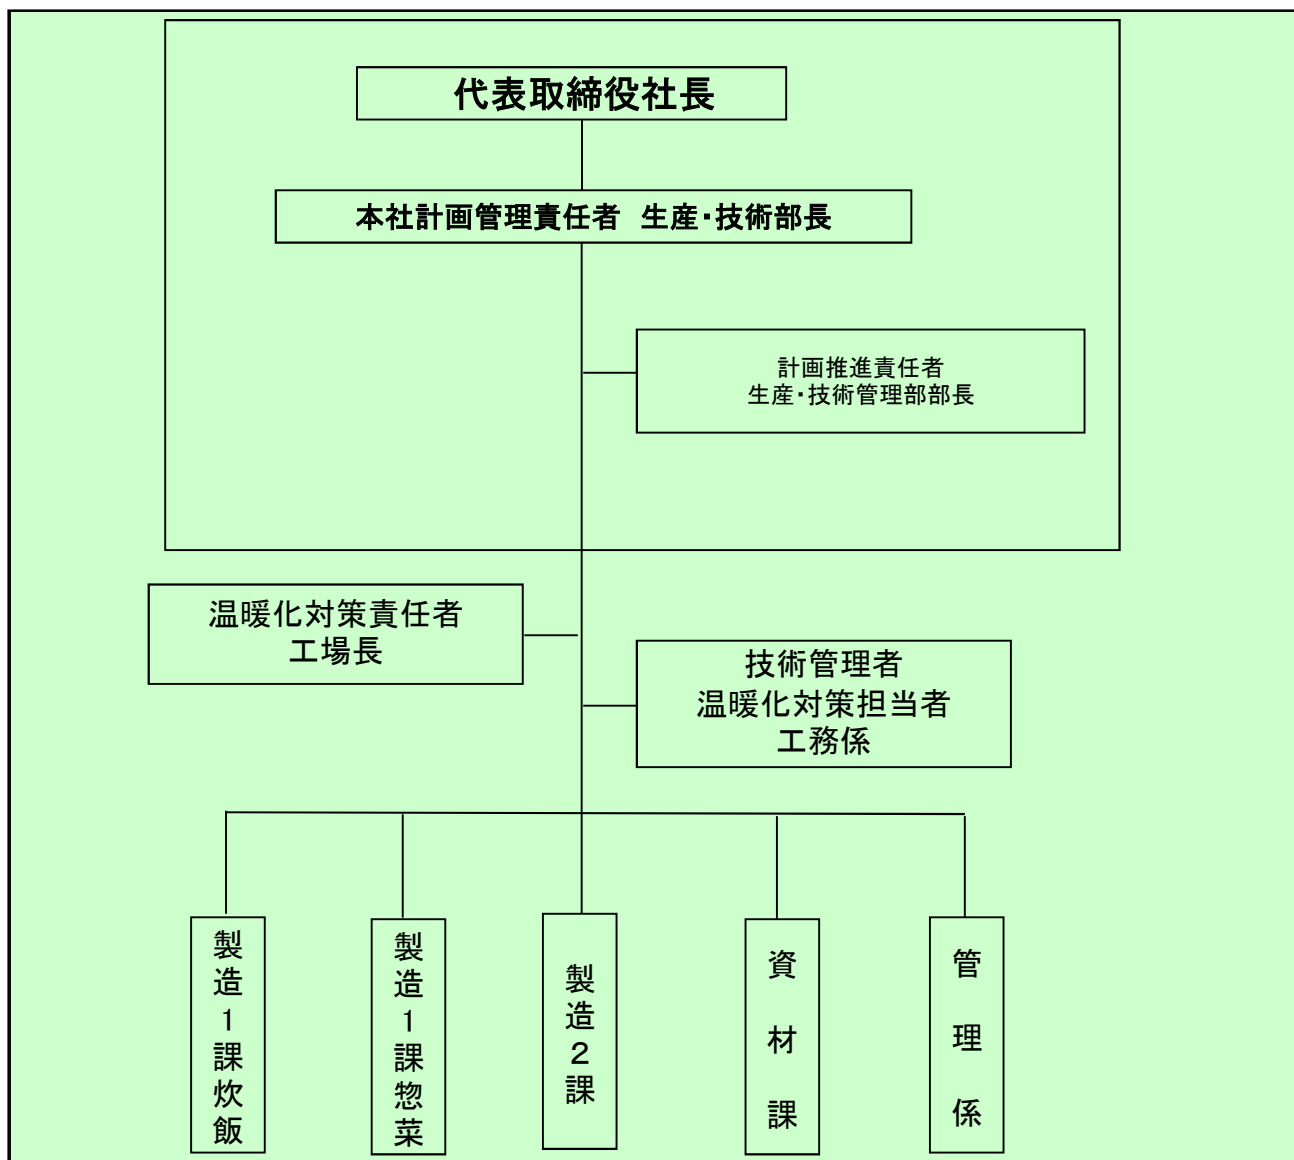 代表取締役社長
本社計画管理責任者　生産・技術部長
計画推進責任者
生産・技術管理部部長
温暖化対策責任者
工場長
技術管理者
温暖化対策担当者
工務係
製造１課炊飯
製造１課惣菜
製造２課
資材課
管理係